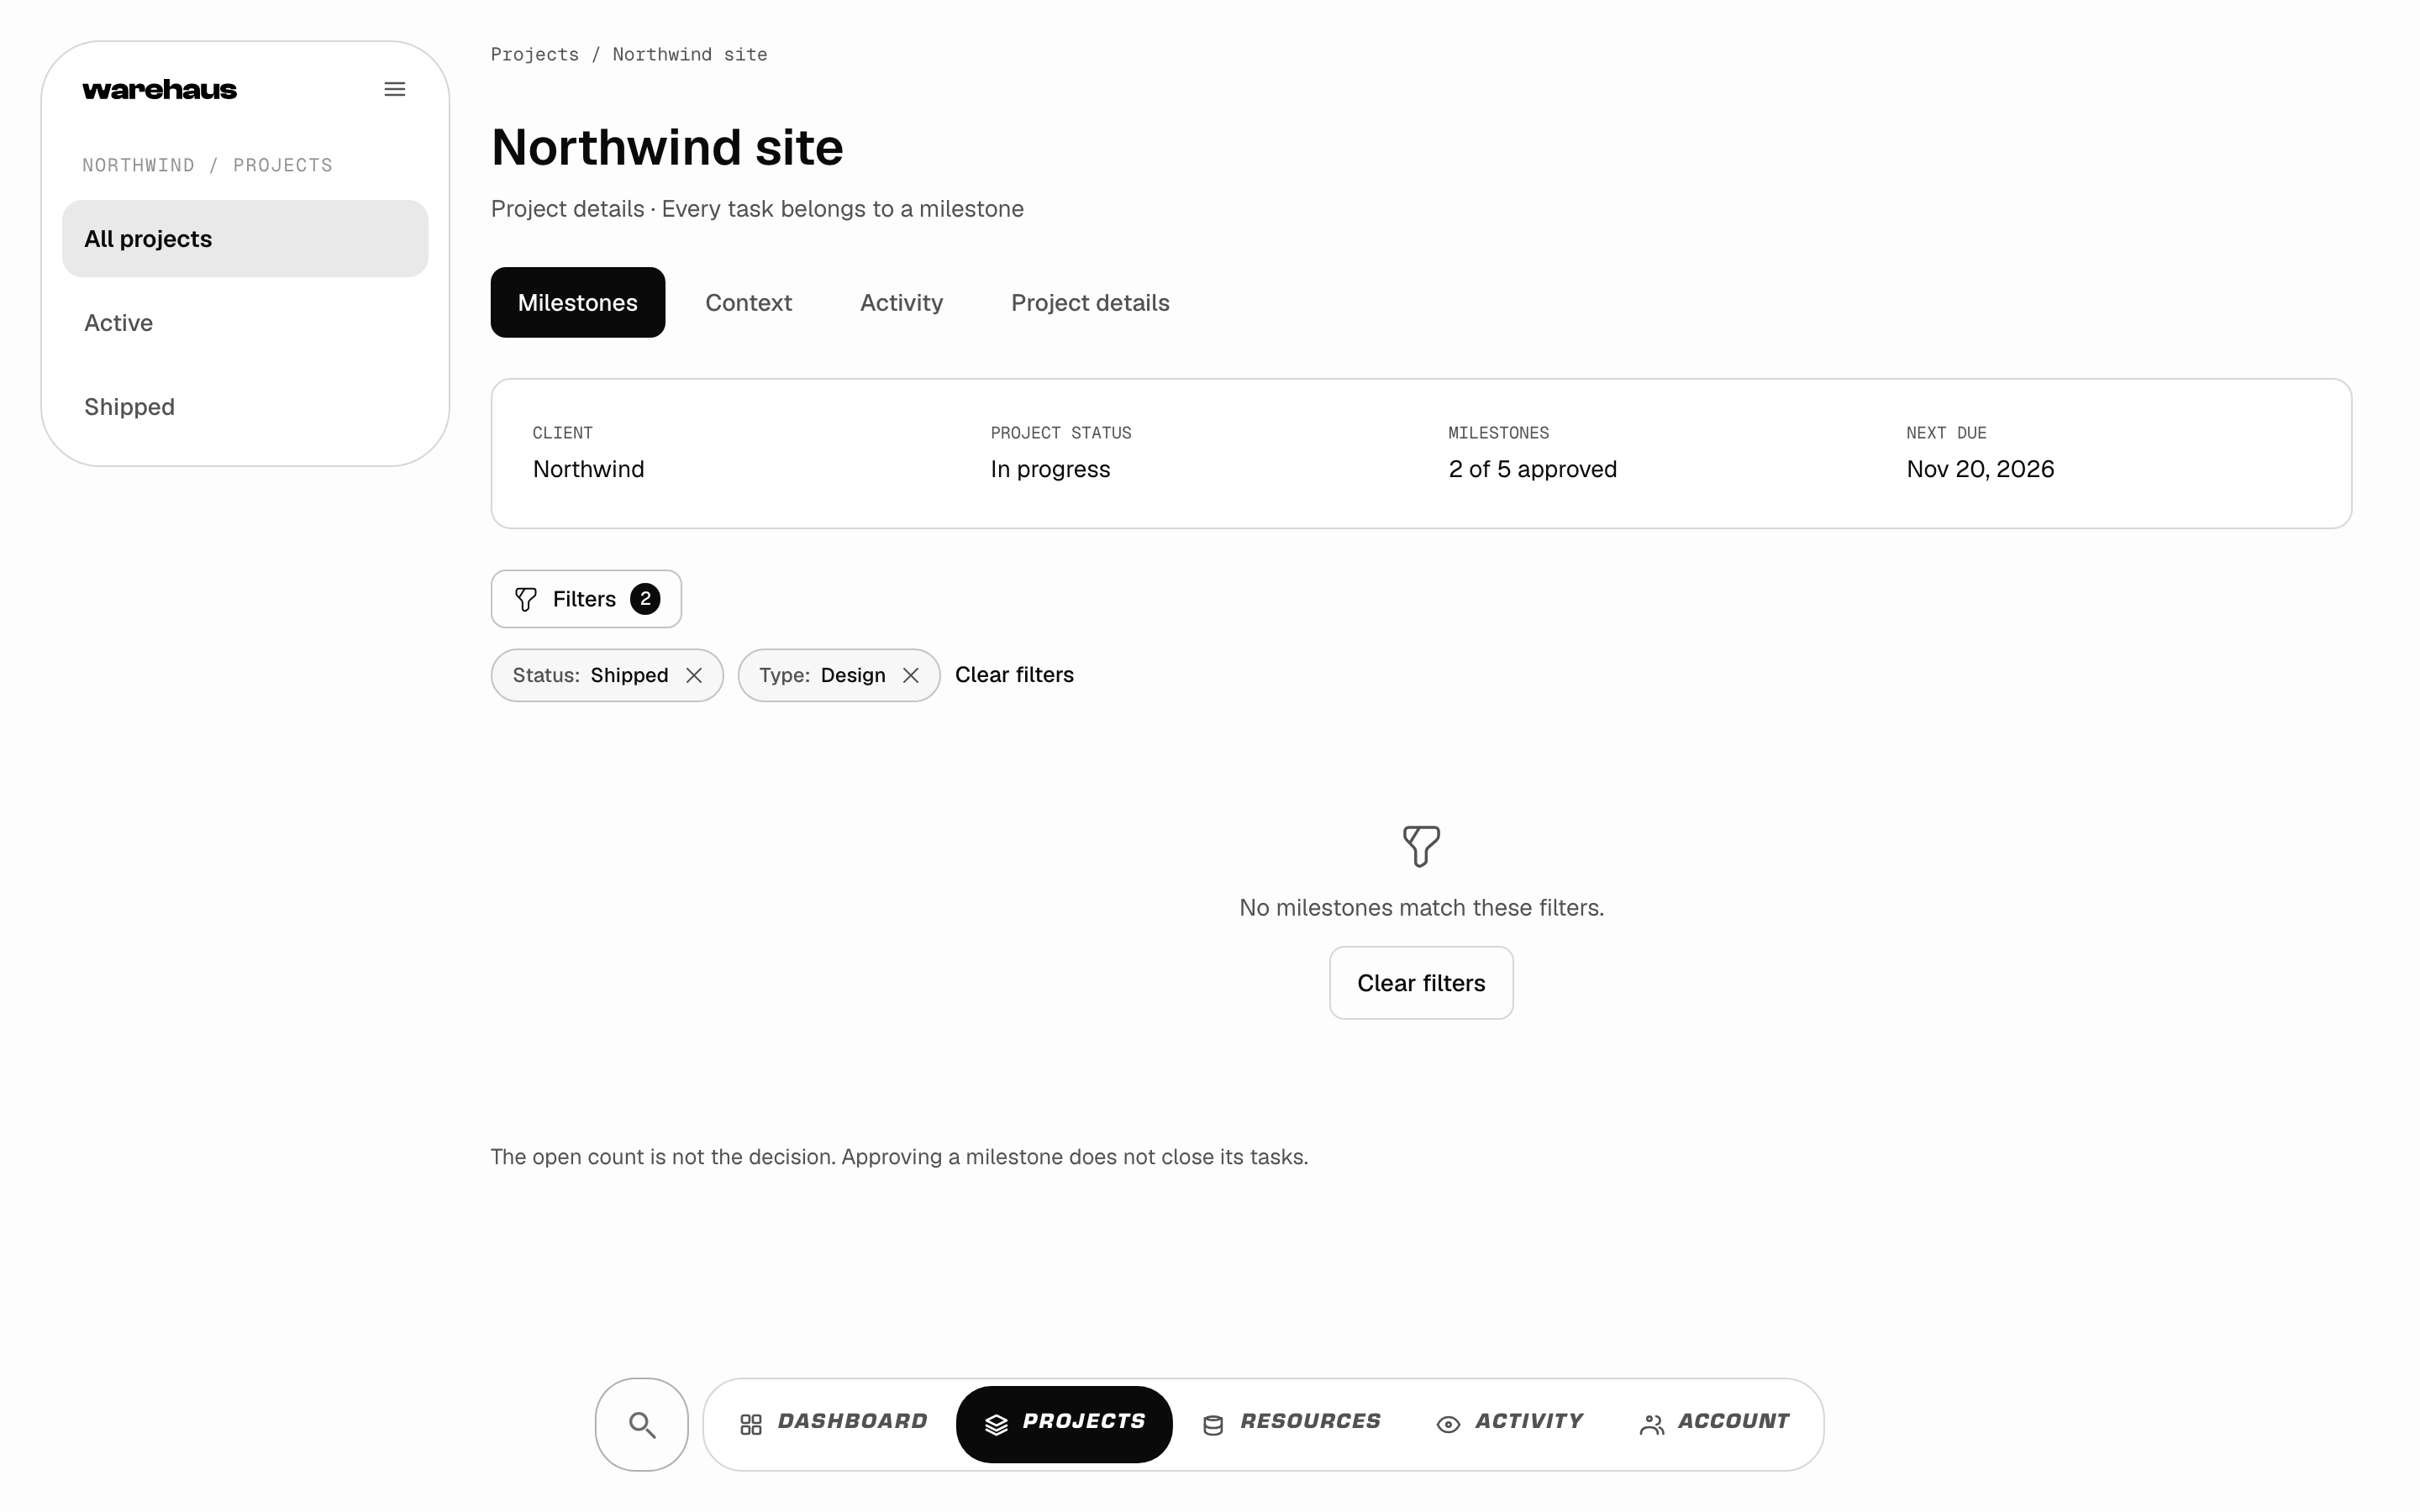 warehaus
NORTHWIND / PROJECTS
All projects
Active
Shipped
Projects / Northwind site
Northwind site
Project details · Every task belongs to a milestone
Milestones Context Activity Project details
CLIENT PROJECT STATUS MILESTONES NEXT DUE
Northwind In progress 2 of 5 approved Nov 20, 2026
Filters 2
Status: Shipped Type: Design Clear filters
No milestones match these filters.
Clear filters
The open count is not the decision. Approving a milestone does not close its tasks.
DASHBOARD PROJECTS RESOURCES ACTIVITY ACCOUNT